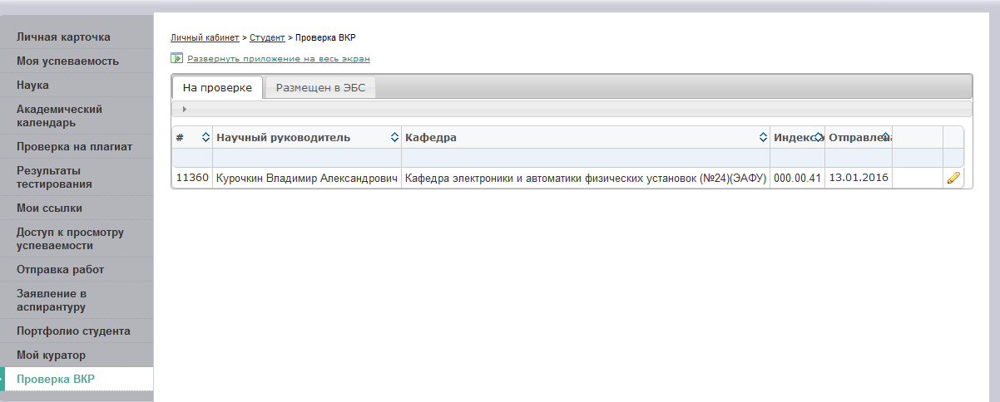 Личная карточка
Моя успеваемость
Наука
Академический
календарь
Проверка на плагиат
Результаты
тестирования
Мои ссылки
Доступ к просмотру
успеваемости
Отправка работ
Заявление в
аспирантуру
Портфолио студента
Мой куратор
Проверка ВКР
Личный кабинет > Студент > Проверка ВКР
Развернуть приложение на весь экран
На проверке Размещен в ЭБС
# Научный руководитель Кафедра Индекс Отправлена
11360 Курочкин Владимир Александрович Кафедра электроники и автоматики физических установок (№24)(ЭАФУ) 000.00.41 13.01.2016